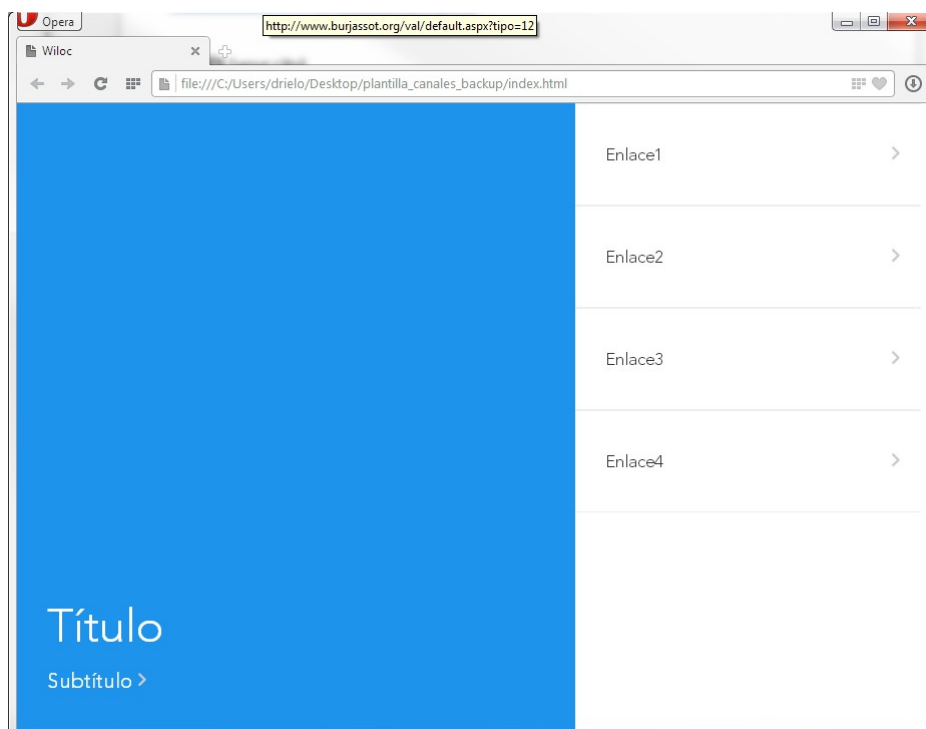 Opera
http://www.burjassot.org/val/default.aspx?tipo=12
Wiloc
file:///C:/Users/drielo/Desktop/plantilla_canales_backup/index.html
Enlace1
Enlace2
Enlace3
Enlace4
Título
Subtítulo >